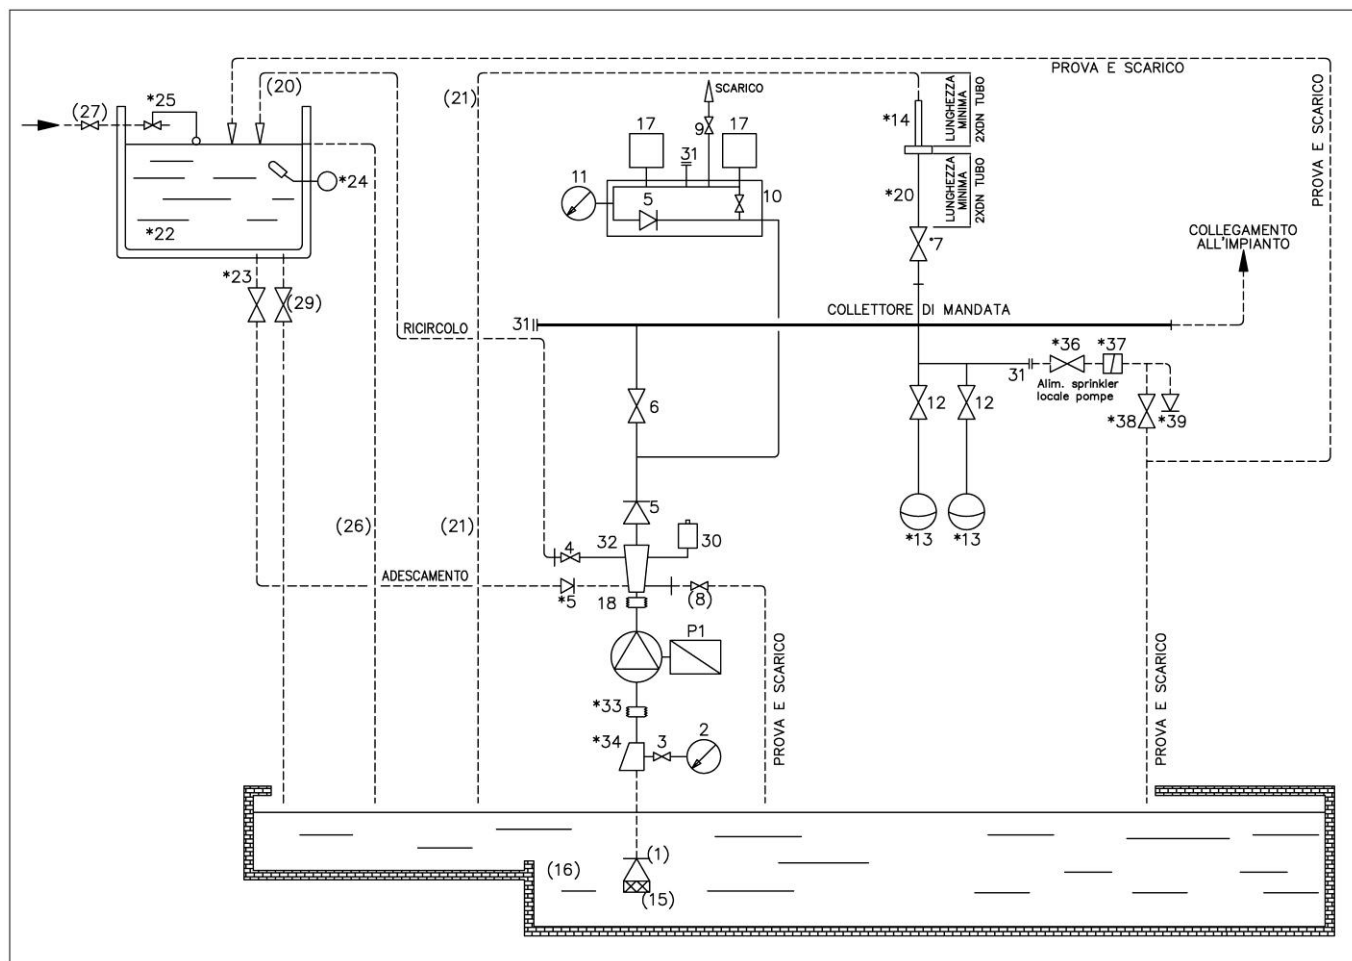 PROVA E SCARICO
(20)
(21)
SCARICO
LUNGHEZZA
MINIMA
2XDN TUBO
*25
(27)
*14
9
17
17
31
PROVA E SCARICO
*24
11
5
10
*20
LUNGHEZZA
MINIMA
2XDN TUBO
*22
*7
COLLEGAMENTO
ALL'IMPIANTO
*23
(29)
COLLETTORE DI MANDATA
RICIRCOLO
31
*36
*37
31
Alim. sprinkler
locale pompe
6
12
12
*38
*39
5
(26)
(21)
32
30
*13
*13
4
ADESCAMENTO
*5
18
(8)
P1
PROVA E SCARICO
PROVA E SCARICO
*33
*34
3
2
(1)
(16)
(15)